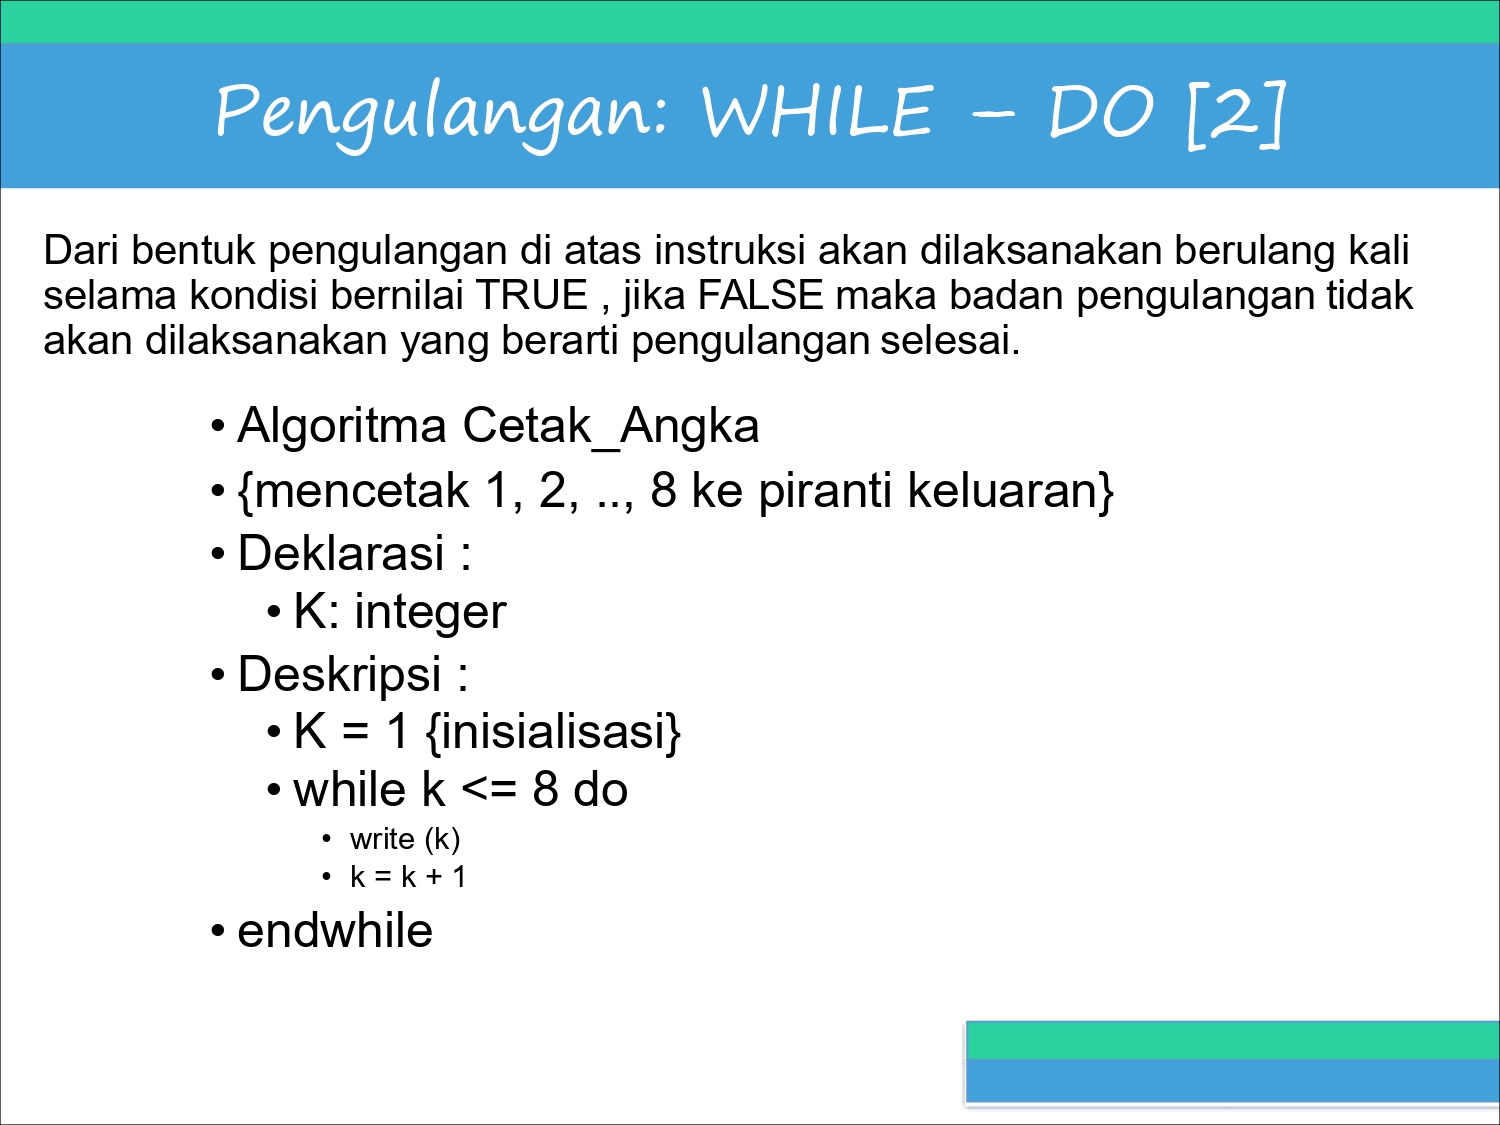 Pengulangan: WHILE – DO [2]
Dari bentuk pengulangan di atas instruksi akan dilaksanakan berulang kali
selama kondisi bernilai TRUE , jika FALSE maka badan pengulangan tidak
akan dilaksanakan yang berarti pengulangan selesai.
• Algoritma Cetak_Angka
• {mencetak 1, 2, .., 8 ke piranti keluaran}
• Deklarasi :
• K: integer
• Deskripsi :
• K = 1 {inisialisasi}
• while k <= 8 do
• write (k)
• k = k + 1
• endwhile